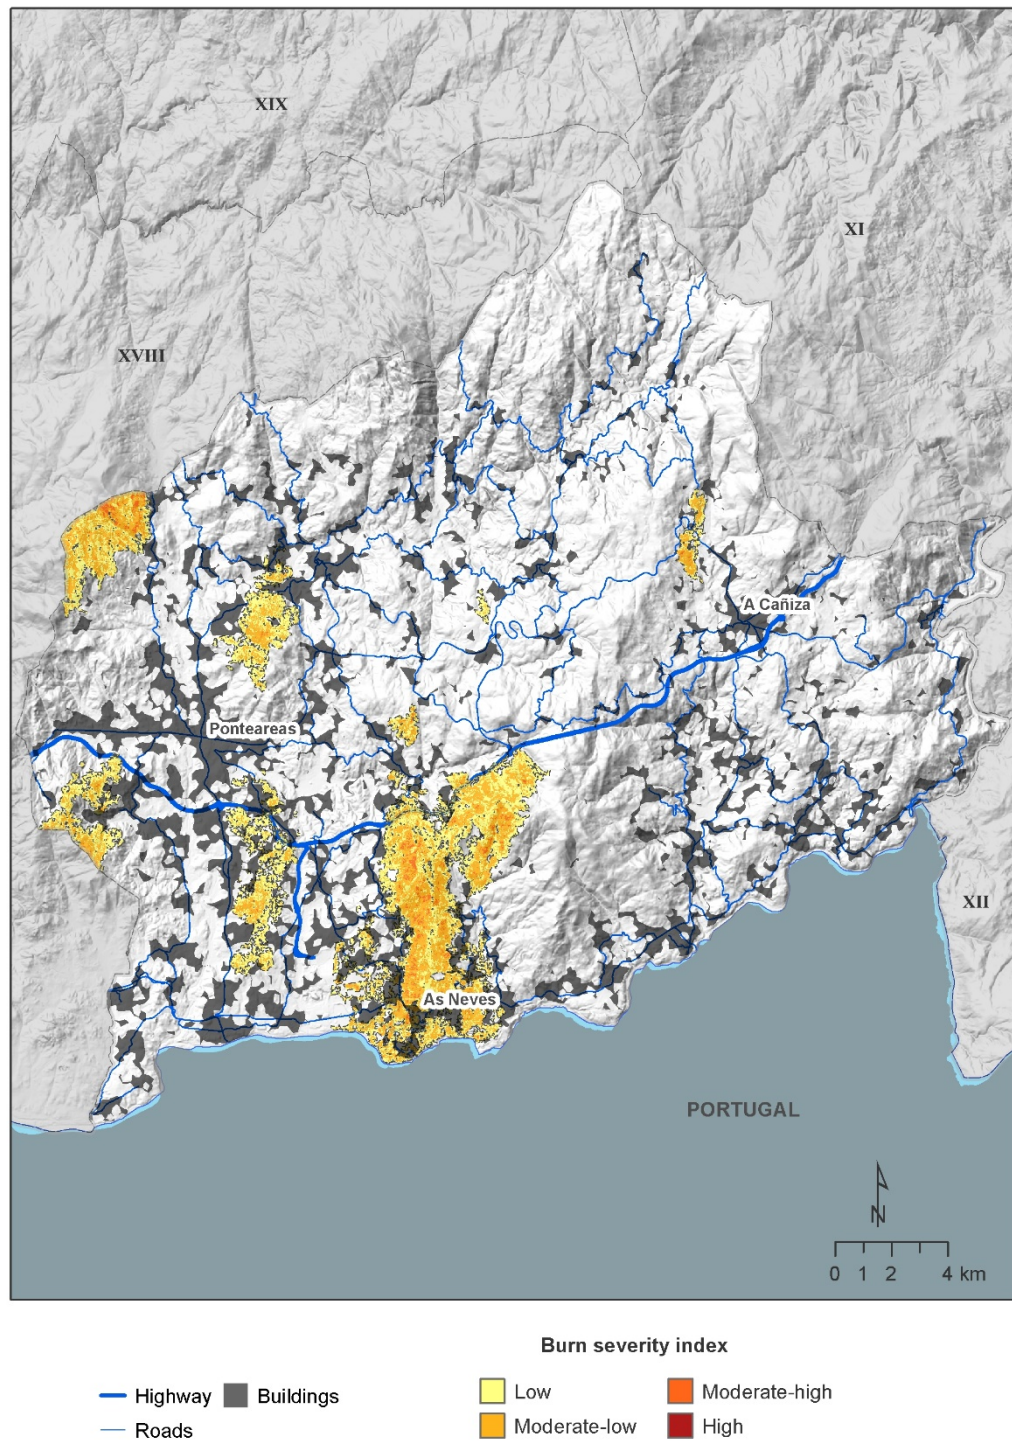 XIX
XI
XVIII
A Cañiza
Ponteareas
XII
As Neves
PORTUGAL
N
0 1 2 4 km
Burn severity index
Highway Buildings Low Moderate-high
Roads Moderate-low High